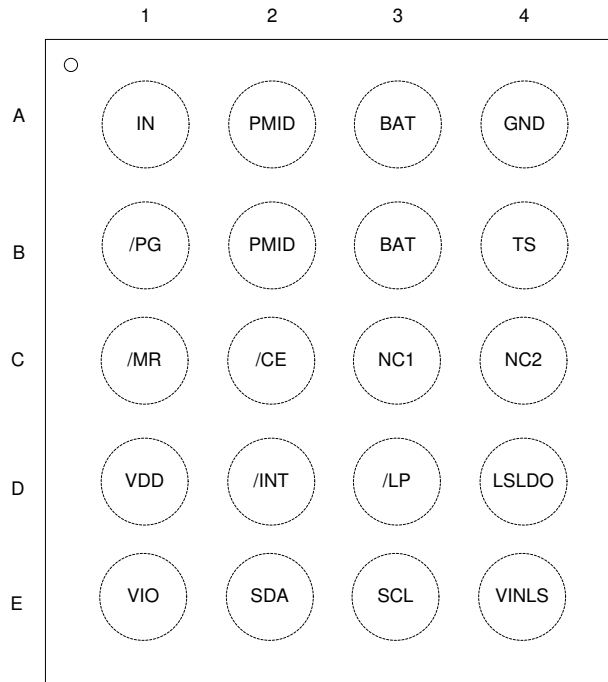 1 2 3 4
A IN PMID BAT GND
B /PG PMID BAT TS
C /MR /CE NC1 NC2
D VDD /INT /LP LSLDO
E VIO SDA SCL VINLS